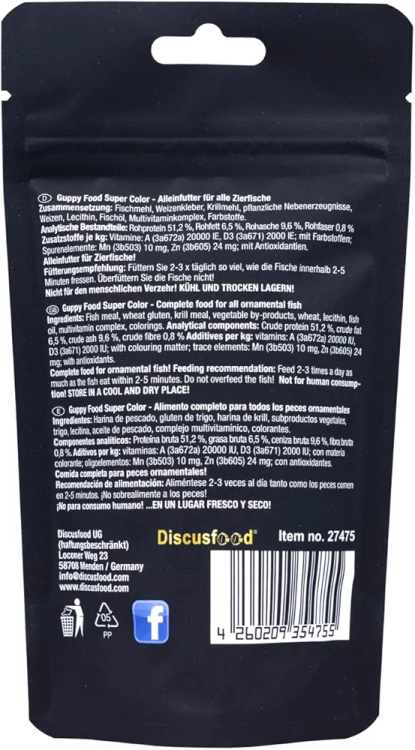 D Guppy Food Super Color - Alleinfutter für alle Zierfische
Zusammensetzung: Fischmehl, Weizenkleber, Krillmehl, pflanzliche Nebenerzeugnisse,
Weizen, Lecithin, Fischöl, Multivitaminkomplex, Farbstoffe.
Analytische Bestandteile: Rohprotein 51,2 %, Rohfett 6,5 %, Rohasche 9,6 %, Rohfaser 0,8 %
Zusatzstoffe je kg: Vitamine: A (3a672a) 20000 IE, D3 (3a671) 2000 IE; mit Farbstoffen;
Spurenelemente: Mn (3b503) 10 mg, Zn (3b605) 24 mg; mit Antioxidantien.
Alleinfutter für Zierfische!
Fütterungsempfehlung: Füttern Sie 2-3 x täglich so viel, wie die Fische innerhalb 2-5
Minuten fressen. Überfüttern Sie die Fische nicht!
Nicht für den menschlichen Verzehr! KÜHL UND TROCKEN LAGERN!
GB Guppy Food Super Color - Complete food for all ornamental fish
Ingredients: Fish meal, wheat gluten, krill meal, vegetable by-products, wheat, lecithin, fish
oil, multivitamin complex, colorings. Analytical components: Crude protein 51,2%, crude fat
6,5 %, crude ash 9,6 %, crude fibre 0,8 % Additives per kg: vitamins: A (3a672a) 20000 IU,
D3 (3a671) 2000 IU; with colouring matter; trace elements: Mn (3b503) 10 mg, Zn (3b605) 24
mg; with antioxidants.
Complete food for ornamental fish! Feeding recommendation: Feed 2-3 times a day as
much as the fish eat within 2-5 minutes. Do not overfeed the fish! Not for human consump-
tion! STORE IN A COOL AND DRY PLACE!
E Guppy Food Super Color - Alimento completo para todos los peces ornamentales
Ingredientes: Harina de pescado, gluten de trigo, harina de krill, subproductos vegetales,
trigo, lecitina, aceite de pescado, complejo multivitamínico, colorantes.
Componentes analíticos: Proteína bruta 51,2 %, grasa bruta 6,5 %, ceniza bruta 9,6 %, fibra bruta
0,8 % Aditivos por kg: vitaminas: A (3a672a) 20000 IU, D3 (3a671) 2000 IU; con materia
colorante; oligoelementos: Mn (3b503) 10 mg, Zn (3b605) 24 mg; con antioxidantes.
Comida completa para peces ornamentales!
Recomendación de alimentación: Aliméntese 2-3 veces al día tanto como los peces comen
en 2-5 minutos. ¡No sobrealimente a los peces!
¡No para consumo humano! ...EN UN LUGAR FRESCO Y SECO!
Discusfood UG
(haftungsbeschränkt)
Loconer Weg 23
58708 Menden / Germany
info@discusfood.com
www.discusfood.com
Discusfood®
Item no. 27475
05
PP
f
4 260209 354755